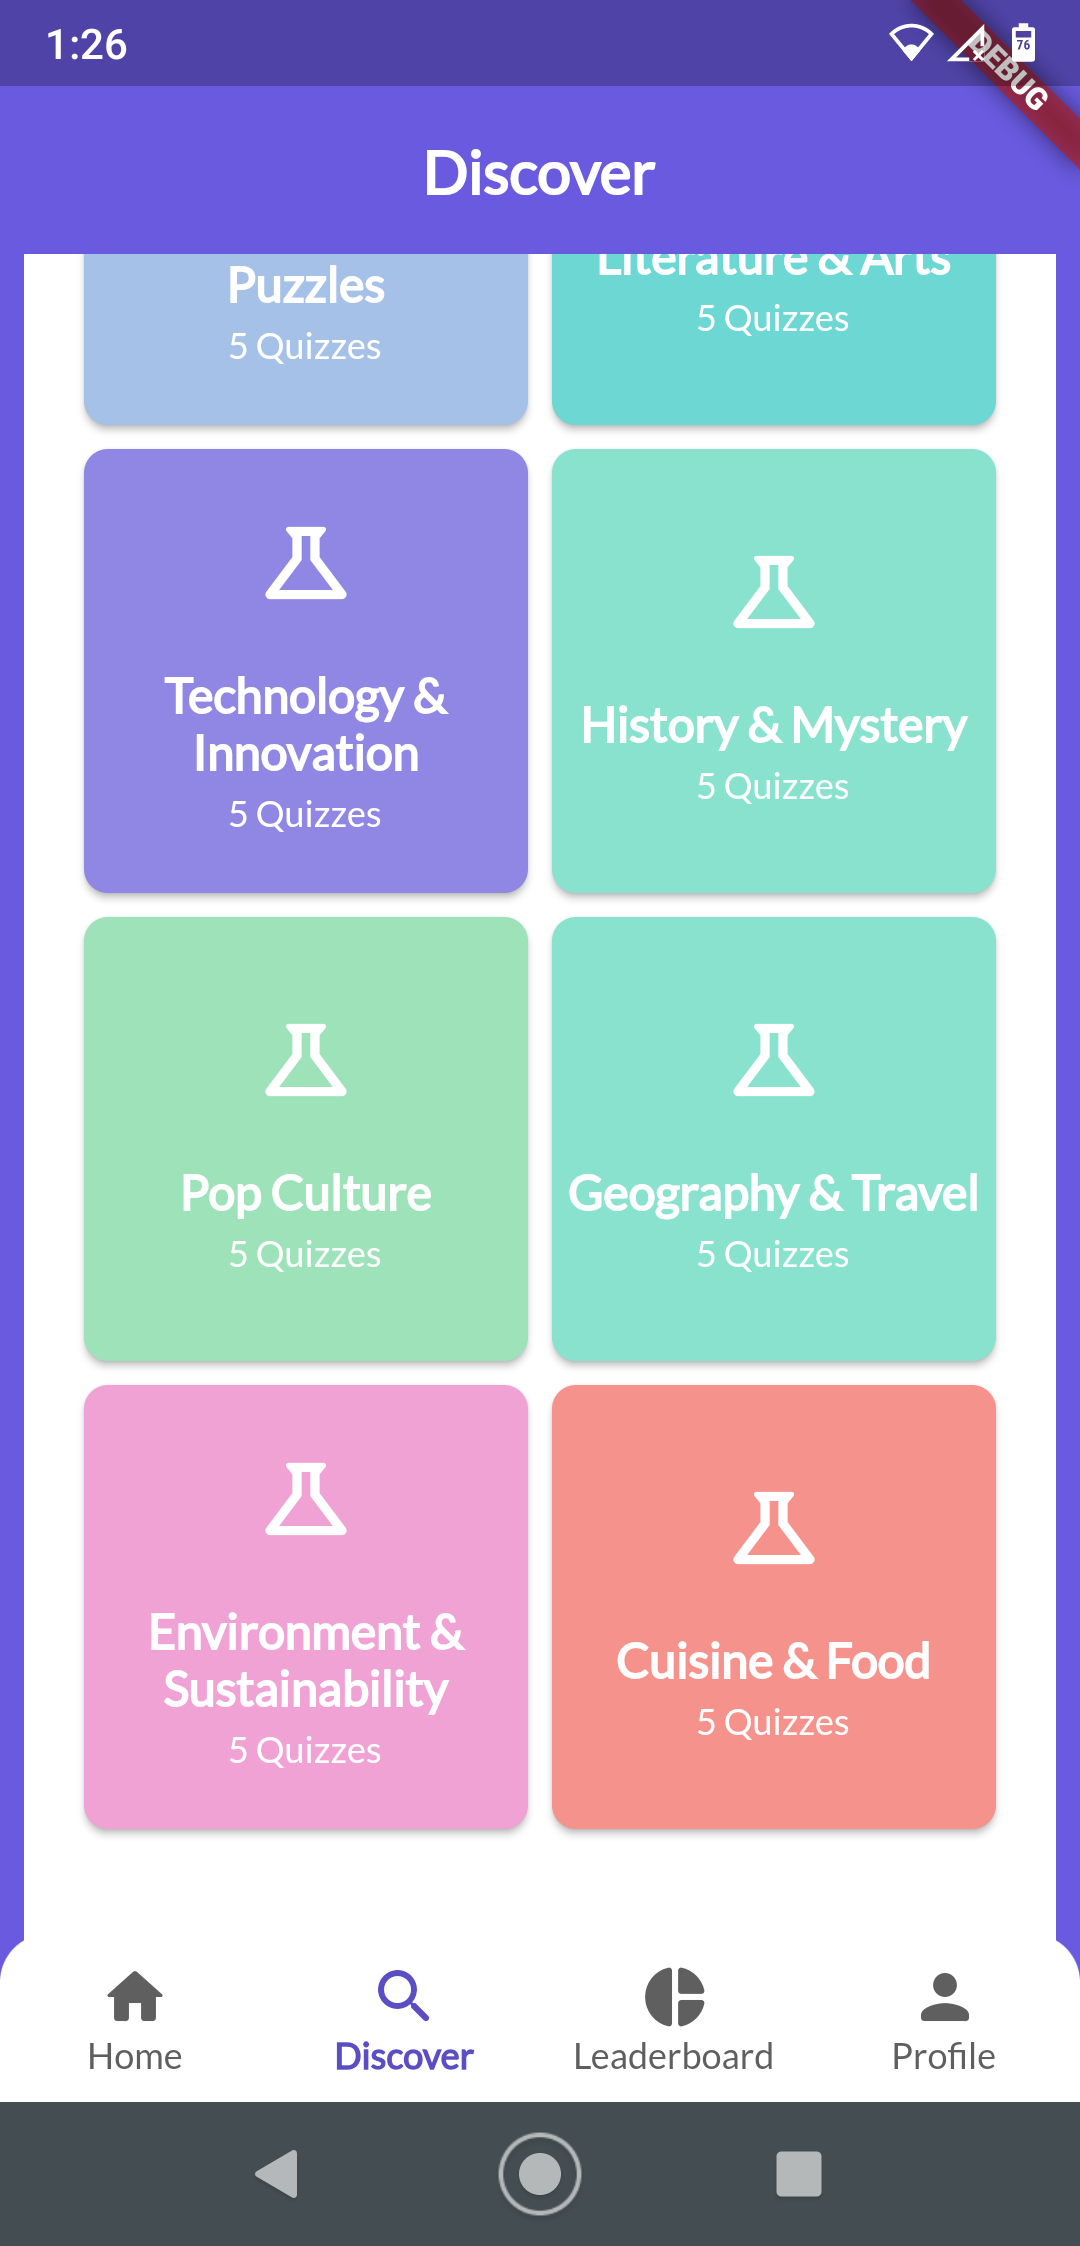 1:26
76
DEBUG
Discover
Puzzles
5 Quizzes
Literature & Arts
5 Quizzes
Technology &
Innovation
5 Quizzes
History & Mystery
5 Quizzes
Pop Culture
5 Quizzes
Geography & Travel
5 Quizzes
Environment &
Sustainability
5 Quizzes
Cuisine & Food
5 Quizzes
Home
Discover
Leaderboard
Profile